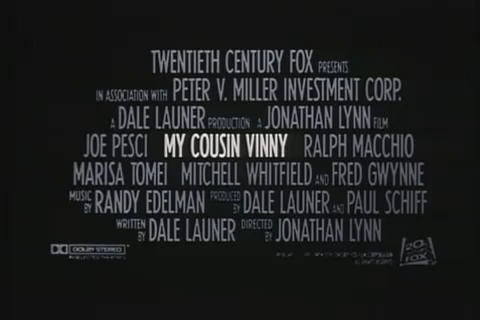 TWENTIETH CENTURY FOX PRESENTS
IN ASSOCIATION WITH PETER V. MILLER INVESTMENT CORP.
A DALE LAUNER PRODUCTION A JONATHAN LYNN FILM
JOE PESCI MY COUSIN VINNY RALPH MACCHIO
MARISA TOMEI MITCHELL WHITFIELD AND FRED GWYNNE
MUSIC BY RANDY EDELMAN PRODUCED BY DALE LAUNER AND PAUL SCHIFF
WRITTEN BY DALE LAUNER DIRECTED BY JONATHAN LYNN
DOLBY STEREO
20 FOX